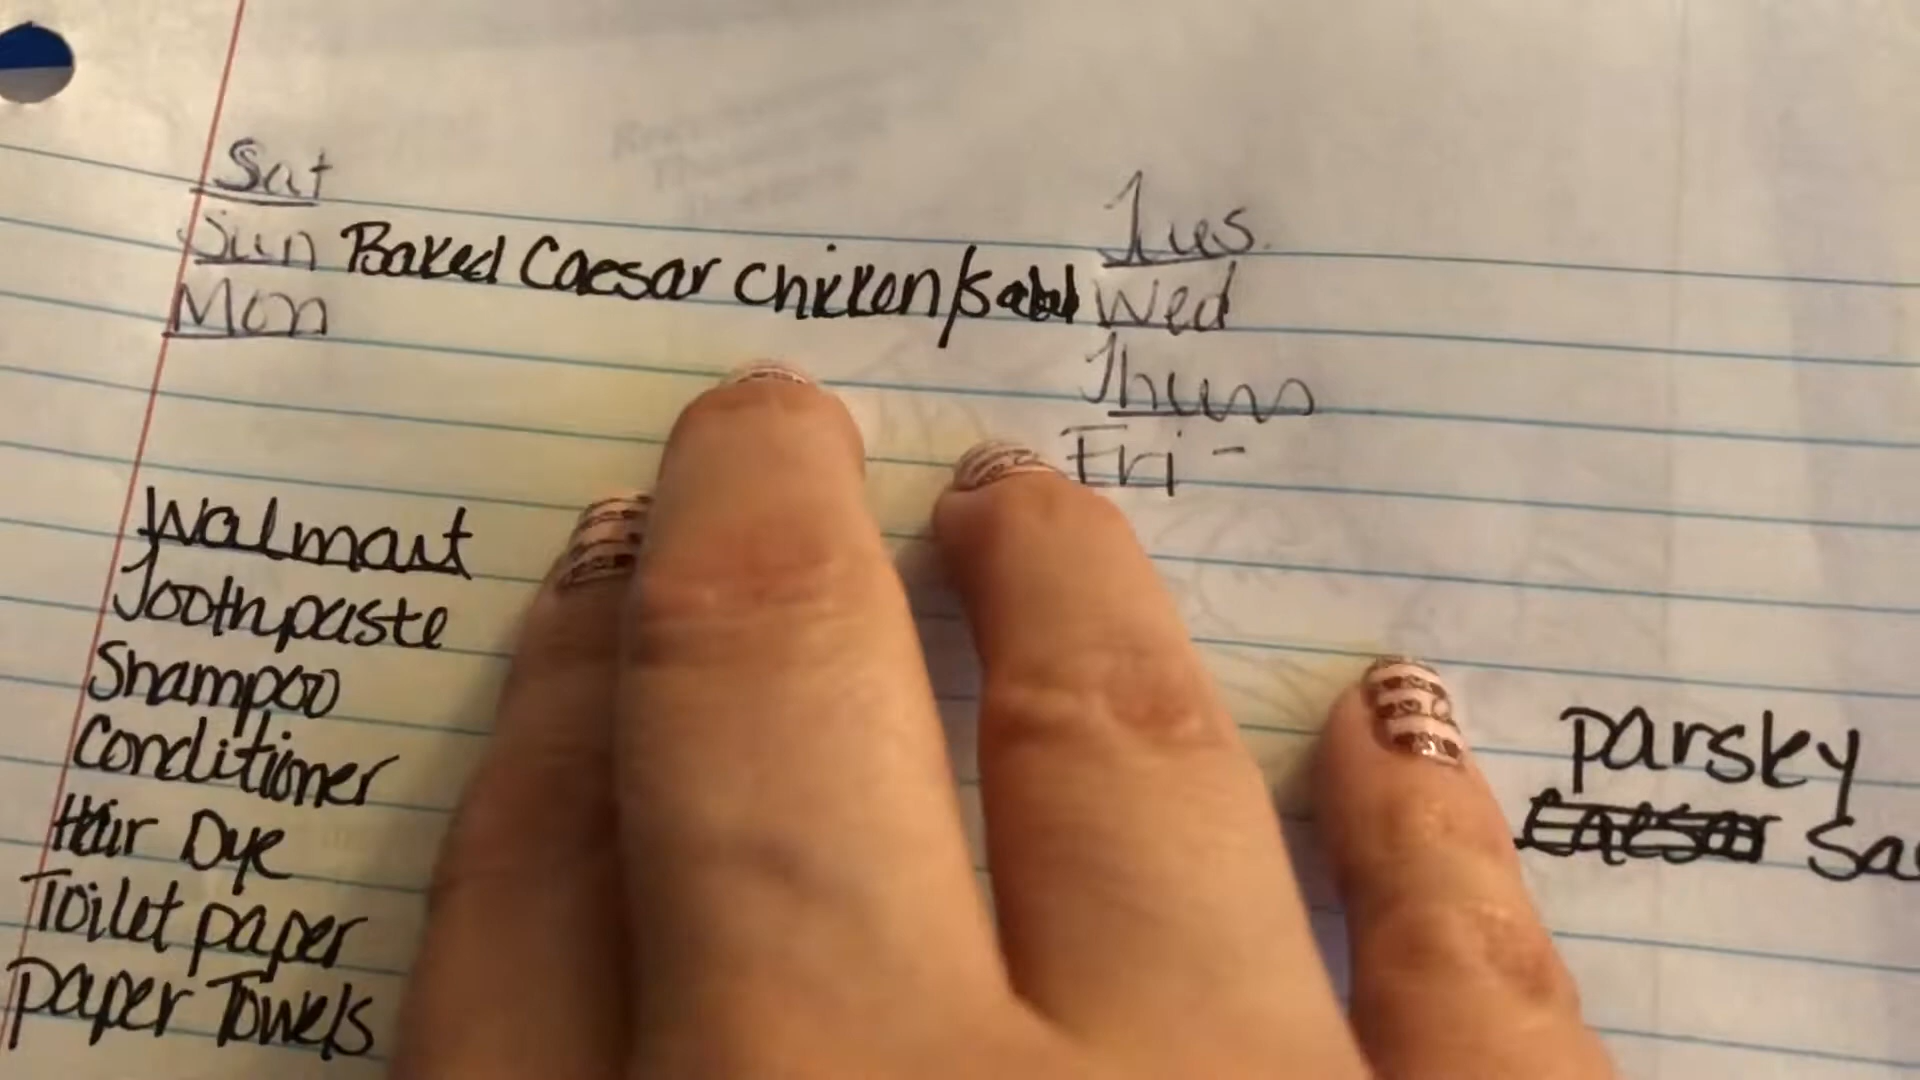 Sat
Sun Baked Caesar Chicken/Salad
Mon
Tues.
Wed
Thurs
Fri -
Walmart
Toothpaste
Shampoo
Conditioner
Hair Dye
Toilet paper
paper Towels
parsley
Caesar Sa